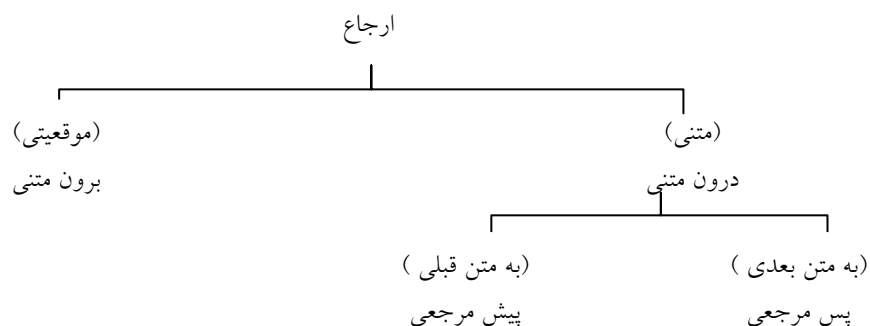 ارجاع
(متنی)
(موقعیتی)
درون متنی
برون متنی
(به متن بعدی )
(به متن قبلی )
پس مرجعی
پیش مرجعی